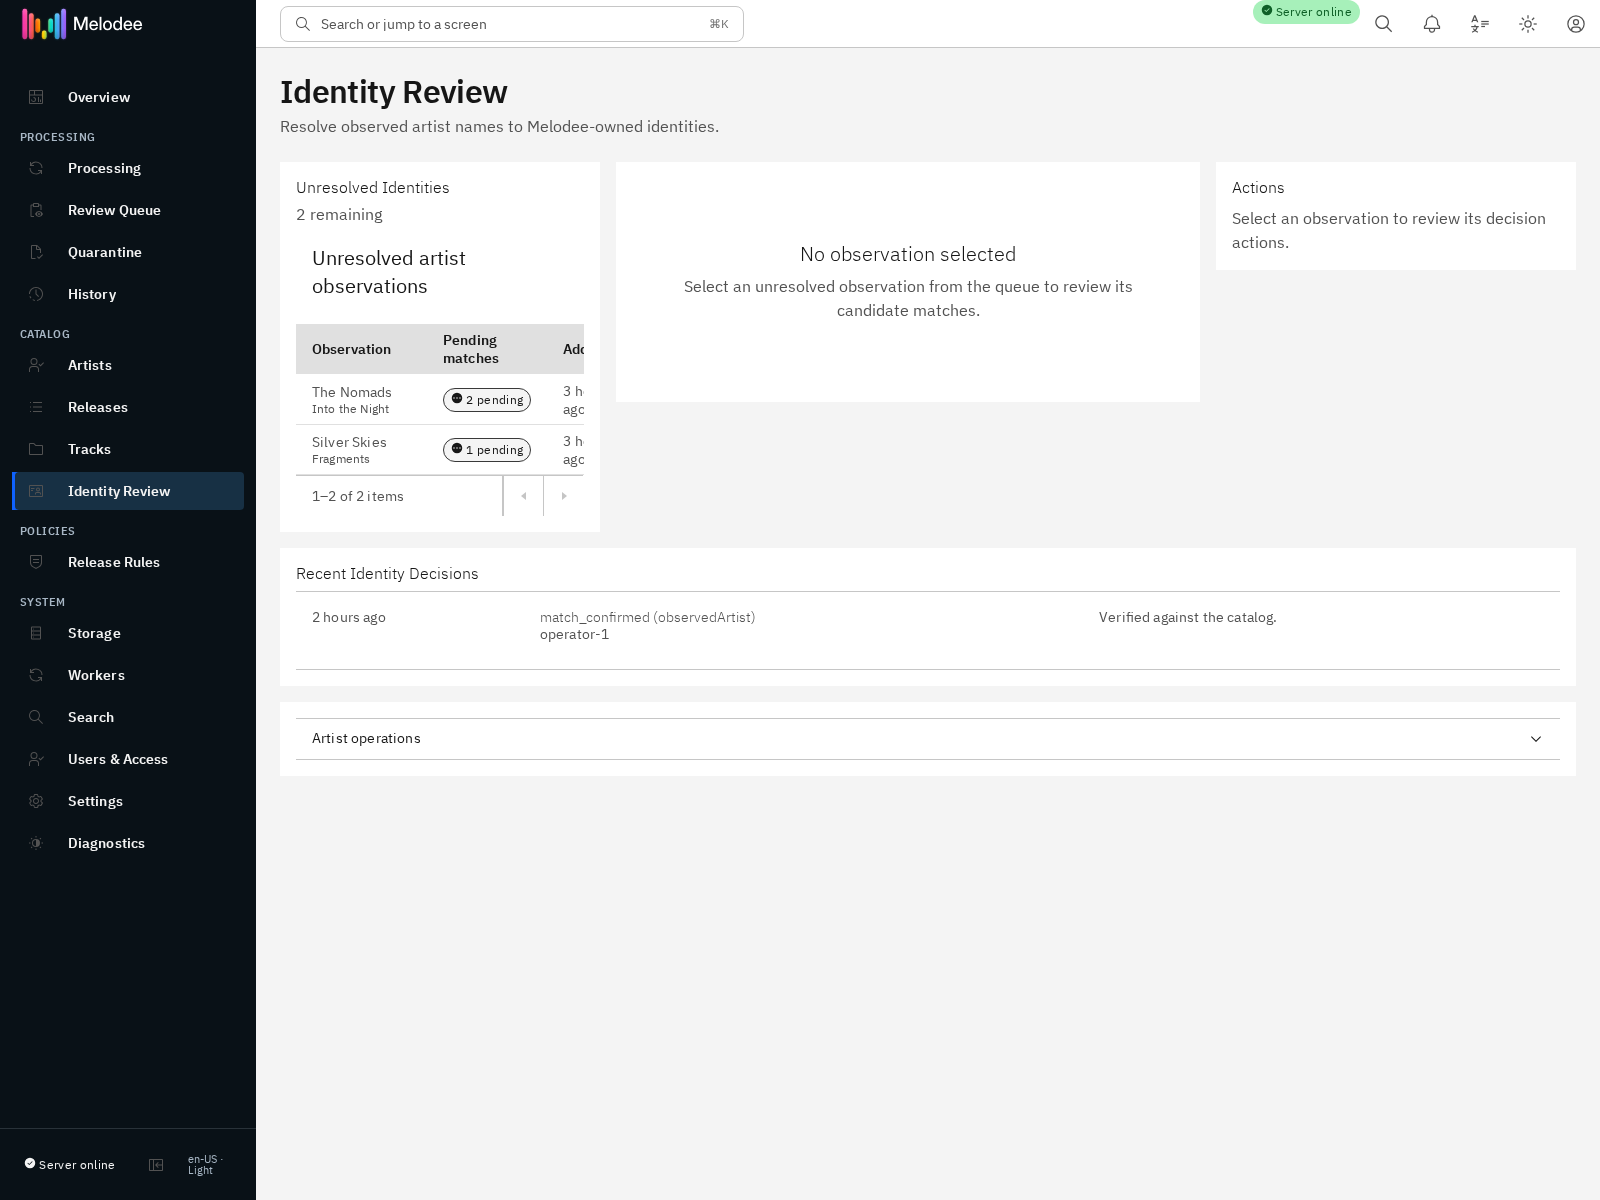 Melodee
Search or jump to a screen
⌘K
Server online
Overview
PROCESSING
Processing
Review Queue
Quarantine
History
CATALOG
Artists
Releases
Tracks
Identity Review
POLICIES
Release Rules
SYSTEM
Storage
Workers
Search
Users & Access
Settings
Diagnostics
Server online
en-US ·
Light
Identity Review
Resolve observed artist names to Melodee-owned identities.
Unresolved Identities
2 remaining
Unresolved artist
observations
Observation
Pending
matches
The Nomads
Into the Night
2 pending
3
Silver Skies
Fragments
1 pending
3
1–2 of 2 items
No observation selected
Select an unresolved observation from the queue to review its
candidate matches.
Actions
Select an observation to review its decision
actions.
Recent Identity Decisions
2 hours ago
match_confirmed (observedArtist)
operator-1
Verified against the catalog.
Artist operations